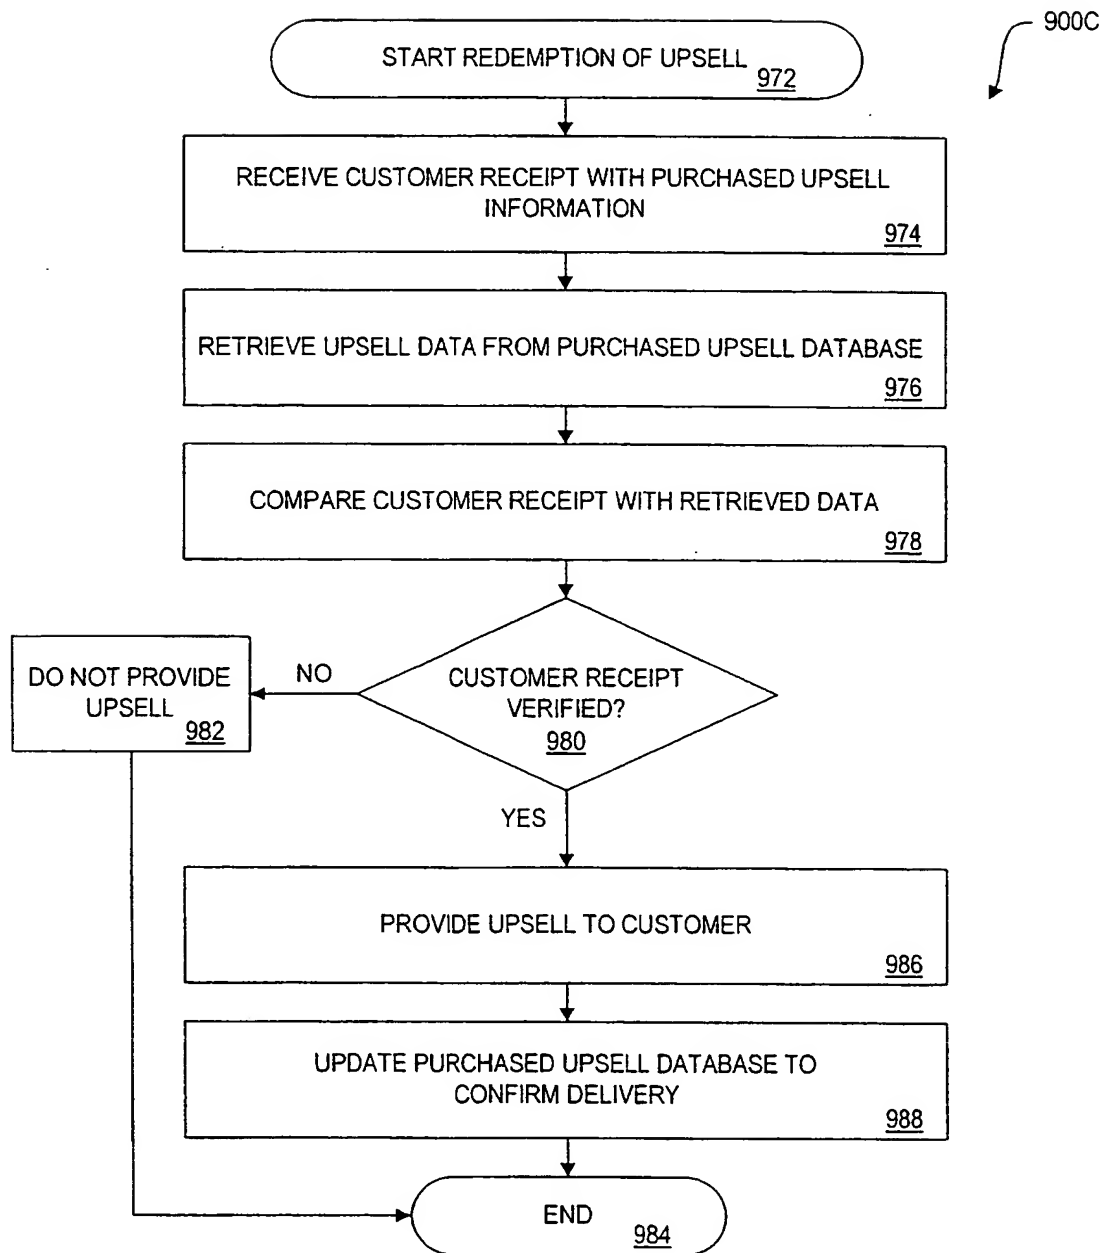 900C
START REDEMPTION OF UPSELL
972
RECEIVE CUSTOMER RECEIPT WITH PURCHASED UPSELL
INFORMATION
974
RETRIEVE UPSELL DATA FROM PURCHASED UPSELL DATABASE
976
COMPARE CUSTOMER RECEIPT WITH RETRIEVED DATA
978
CUSTOMER RECEIPT
VERIFIED?
980
NO
DO NOT PROVIDE
UPSELL
982
YES
PROVIDE UPSELL TO CUSTOMER
986
UPDATE PURCHASED UPSELL DATABASE TO
CONFIRM DELIVERY
988
END
984